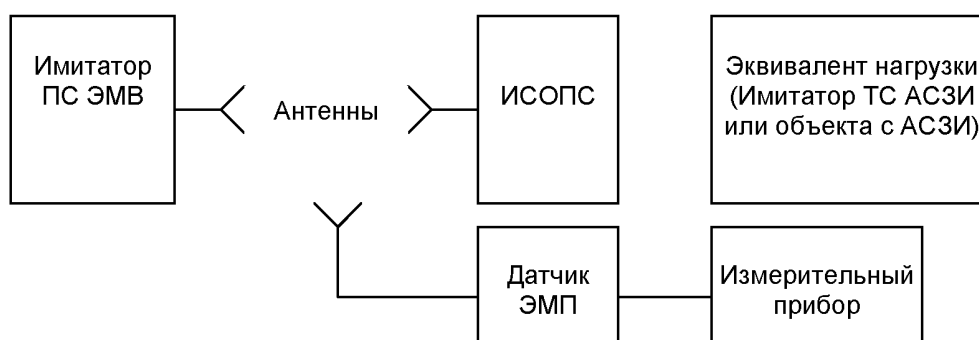 Имитатор
ПС ЭМВ
Антенны
ИСОПС
Эквивалент нагрузки
(Имитатор ТС АСЗИ
или объекта с АСЗИ)
Датчик
ЭМП
Измерительный
прибор